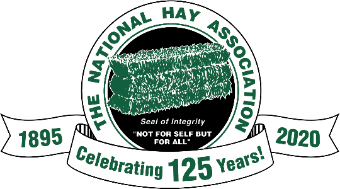 THE NATIONAL HAY ASSOCIATION
Seal of Integrity
"NOT FOR SELF BUT
FOR ALL"
1895
2020
Celebrating 125 Years!